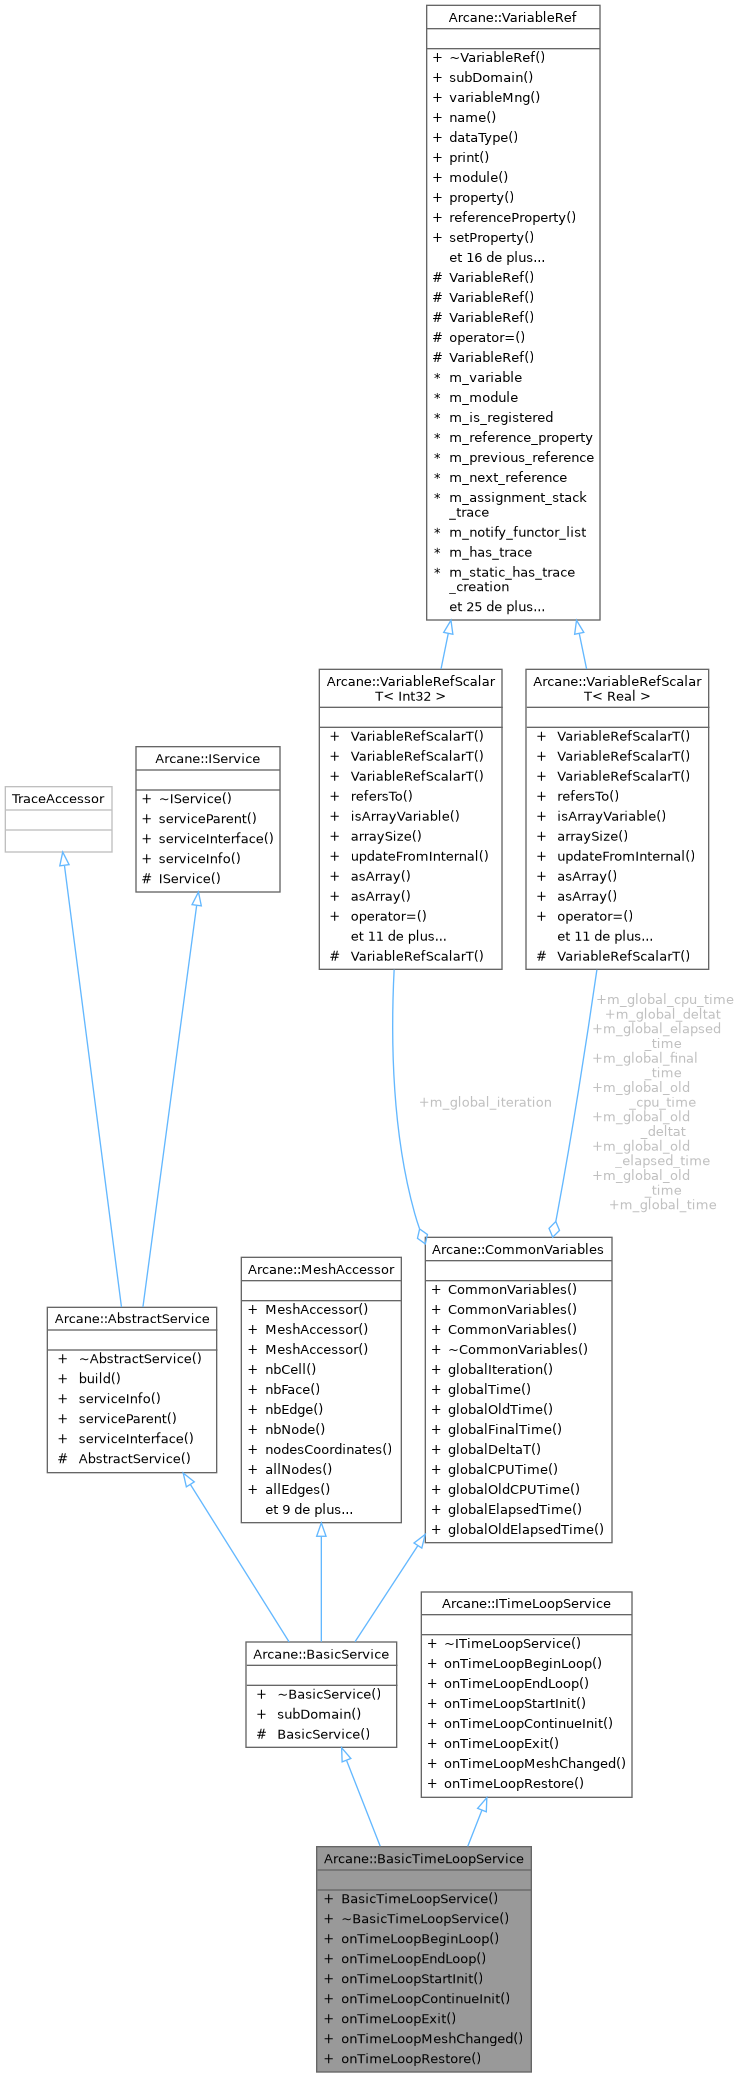 Arcane::VariableRef
+ ~VariableRef()
+ subDomain()
+ variableMng()
+ name()
+ dataType()
+ print()
+ module()
+ property()
+ referenceProperty()
+ setProperty()
et 16 de plus...
# VariableRef()
# VariableRef()
# VariableRef()
# operator=()
# VariableRef()
* m_variable
* m_module
* m_is_registered
* m_reference_property
* m_previous_reference
* m_next_reference
* m_assignment_stack
_trace
* m_notify_functor_list
* m_has_trace
* m_static_has_trace
_creation
et 25 de plus...
Arcane::VariableRefScalar
T< Int32 >
+ VariableRefScalarT()
+ VariableRefScalarT()
+ VariableRefScalarT()
+ refersTo()
+ isArrayVariable()
+ arraySize()
+ updateFromInternal()
+ asArray()
+ asArray()
+ operator=()
et 11 de plus...
# VariableRefScalarT()
Arcane::VariableRefScalar
T< Real >
+ VariableRefScalarT()
+ VariableRefScalarT()
+ VariableRefScalarT()
+ refersTo()
+ isArrayVariable()
+ arraySize()
+ updateFromInternal()
+ asArray()
+ asArray()
+ operator=()
et 11 de plus...
# VariableRefScalarT()
Arcane::IService
+ ~IService()
+ serviceParent()
+ serviceInterface()
+ serviceInfo()
# IService()
TraceAccessor
+m_global_cpu_time
+m_global_deltat
+m_global_elapsed
_time
+m_global_final
_time
+m_global_old
_cpu_time
+m_global_old
_deltat
+m_global_old
_elapsed_time
+m_global_old
_time
+m_global_time
+m_global_iteration
Arcane::CommonVariables
+ CommonVariables()
+ CommonVariables()
+ CommonVariables()
+ ~CommonVariables()
+ globalIteration()
+ globalTime()
+ globalOldTime()
+ globalFinalTime()
+ globalDeltaT()
+ globalCPUTime()
+ globalOldCPUTime()
+ globalElapsedTime()
+ globalOldElapsedTime()
Arcane::MeshAccessor
+ MeshAccessor()
+ MeshAccessor()
+ MeshAccessor()
+ nbCell()
+ nbFace()
+ nbEdge()
+ nbNode()
+ nodesCoordinates()
+ allNodes()
+ allEdges()
et 9 de plus...
Arcane::AbstractService
+ ~AbstractService()
+ build()
+ serviceInfo()
+ serviceParent()
+ serviceInterface()
# AbstractService()
Arcane::ITimeLoopService
+ ~ITimeLoopService()
+ onTimeLoopBeginLoop()
+ onTimeLoopEndLoop()
+ onTimeLoopStartInit()
+ onTimeLoopContinueInit()
+ onTimeLoopExit()
+ onTimeLoopMeshChanged()
+ onTimeLoopRestore()
Arcane::BasicService
+ ~BasicService()
+ subDomain()
# BasicService()
Arcane::BasicTimeLoopService
+ BasicTimeLoopService()
+ ~BasicTimeLoopService()
+ onTimeLoopBeginLoop()
+ onTimeLoopEndLoop()
+ onTimeLoopStartInit()
+ onTimeLoopContinueInit()
+ onTimeLoopExit()
+ onTimeLoopMeshChanged()
+ onTimeLoopRestore()